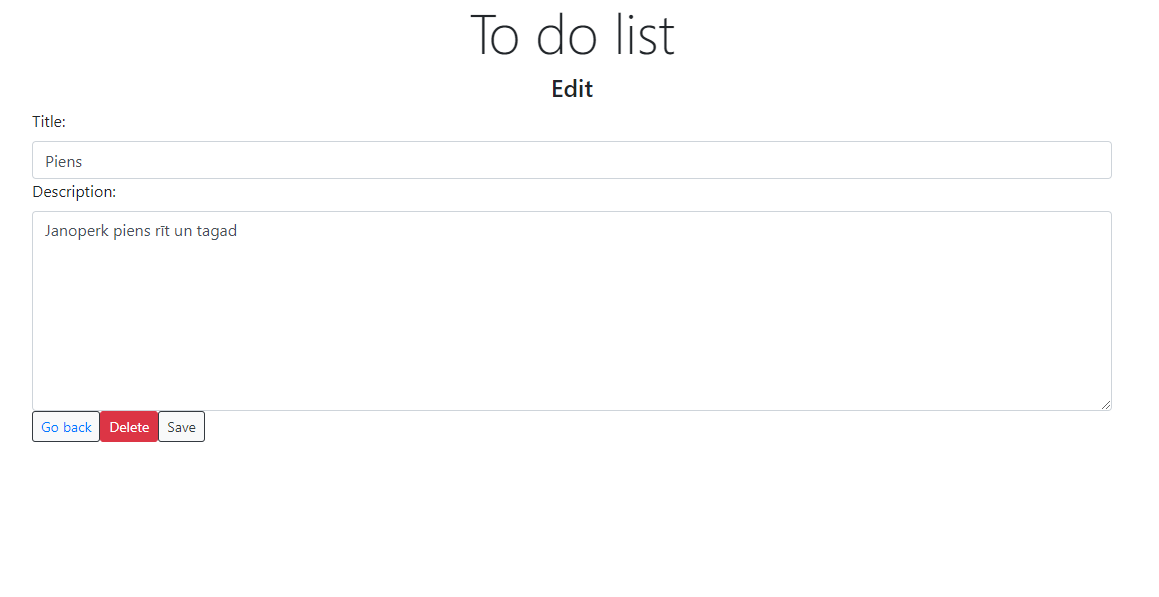 To do list
Edit
Title:
Piens
Description:
Janoperk piens rīt un tagad
Go back Delete Save